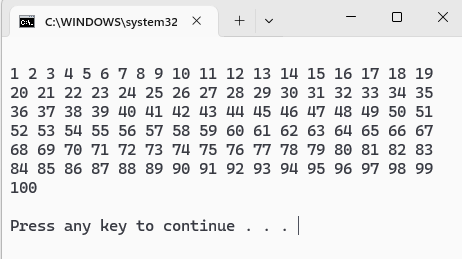 C:\WINDOWS\system32
1 2 3 4 5 6 7 8 9 10 11 12 13 14 15 16 17 18 19
20 21 22 23 24 25 26 27 28 29 30 31 32 33 34 35
36 37 38 39 40 41 42 43 44 45 46 47 48 49 50 51
52 53 54 55 56 57 58 59 60 61 62 63 64 65 66 67
68 69 70 71 72 73 74 75 76 77 78 79 80 81 82 83
84 85 86 87 88 89 90 91 92 93 94 95 96 97 98 99
100
Press any key to continue . . .